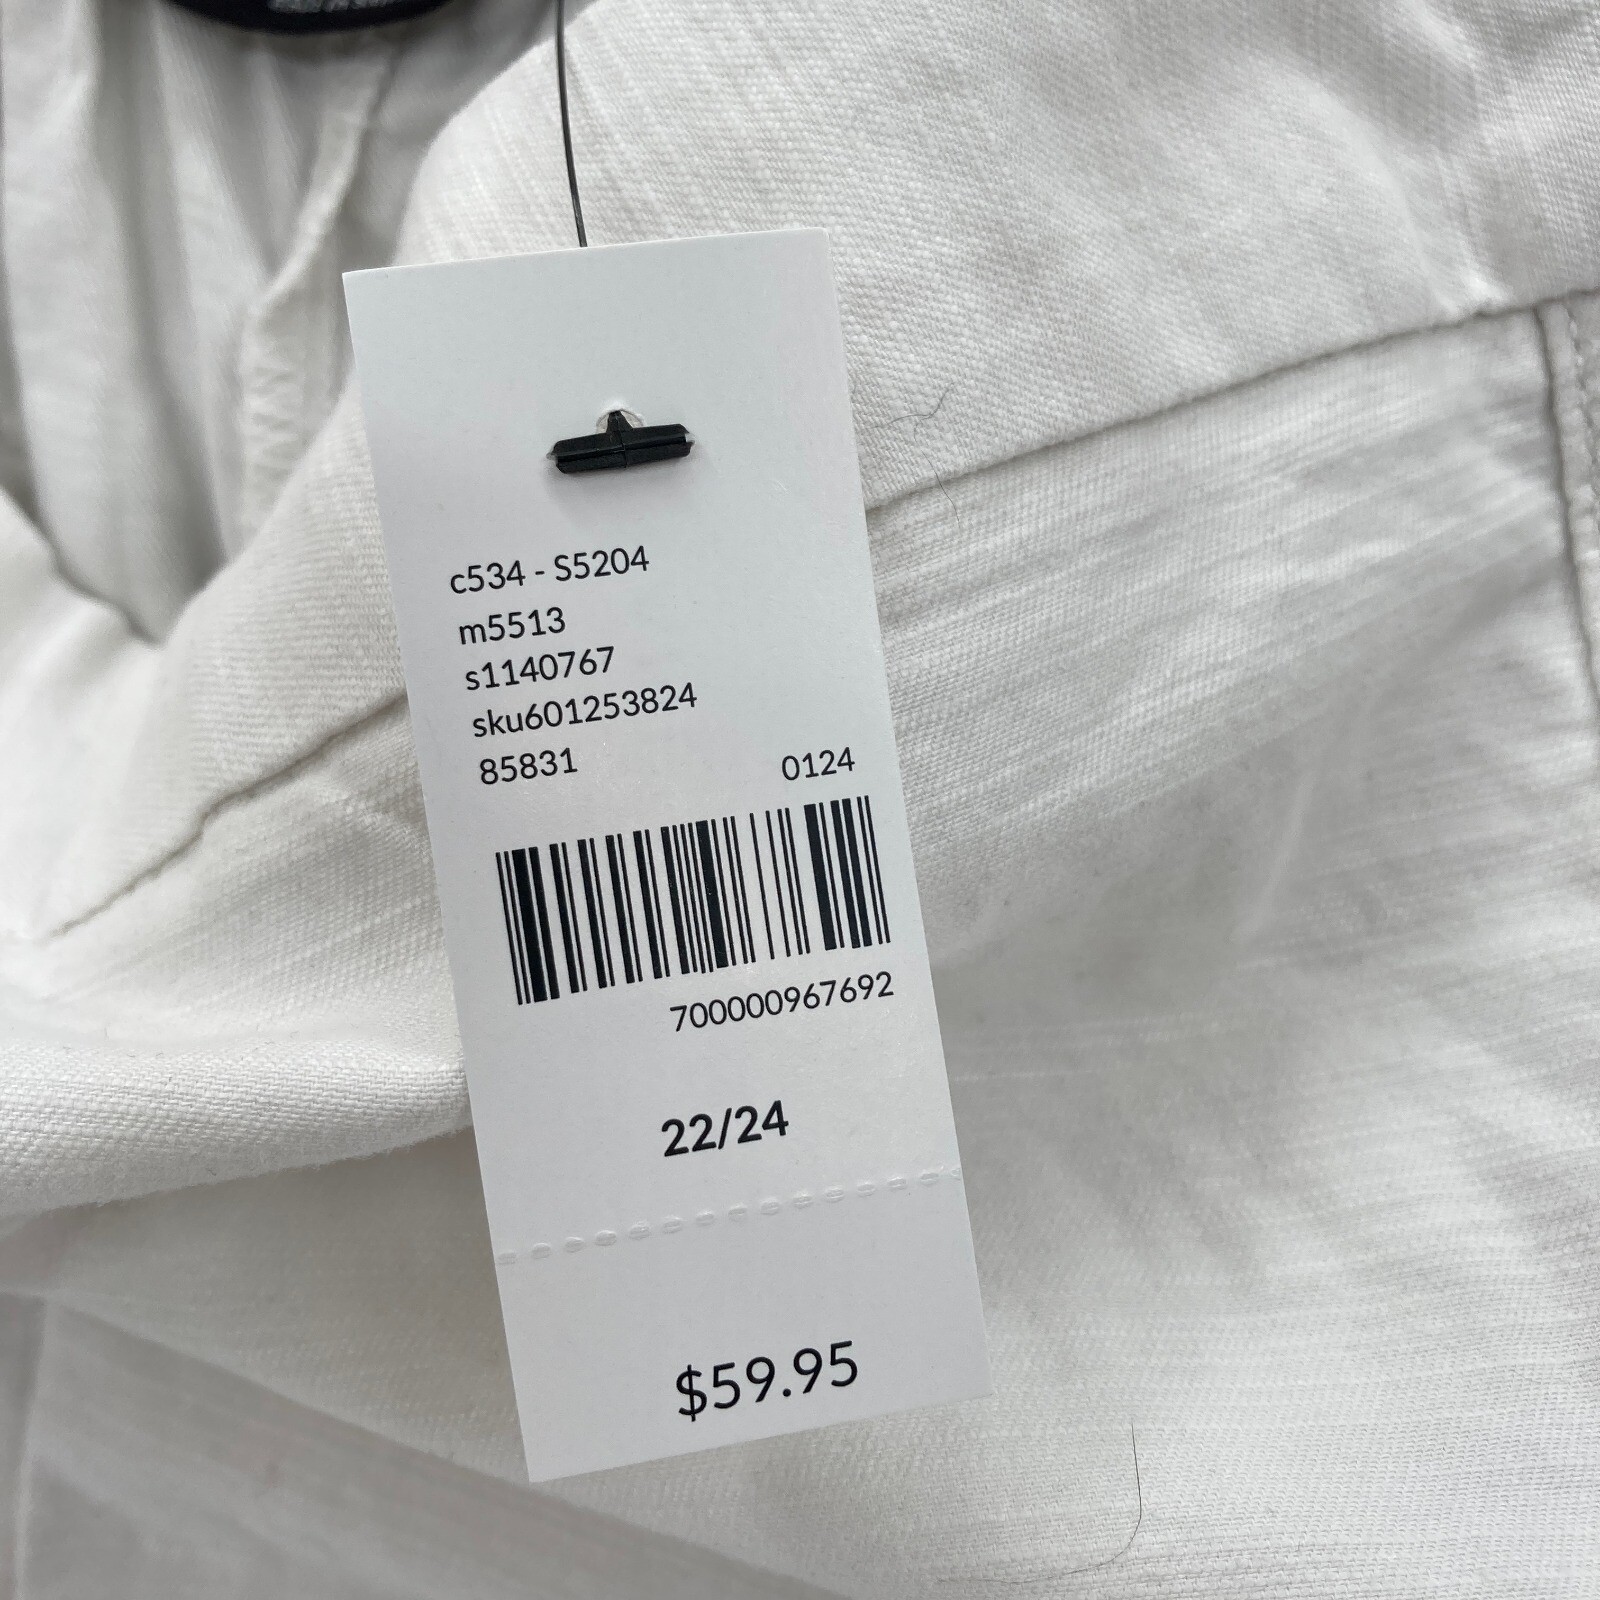 c534 - S5204
m5513
s1140767
sku601253824
85831 0124
700000967692
22/24
$59.95